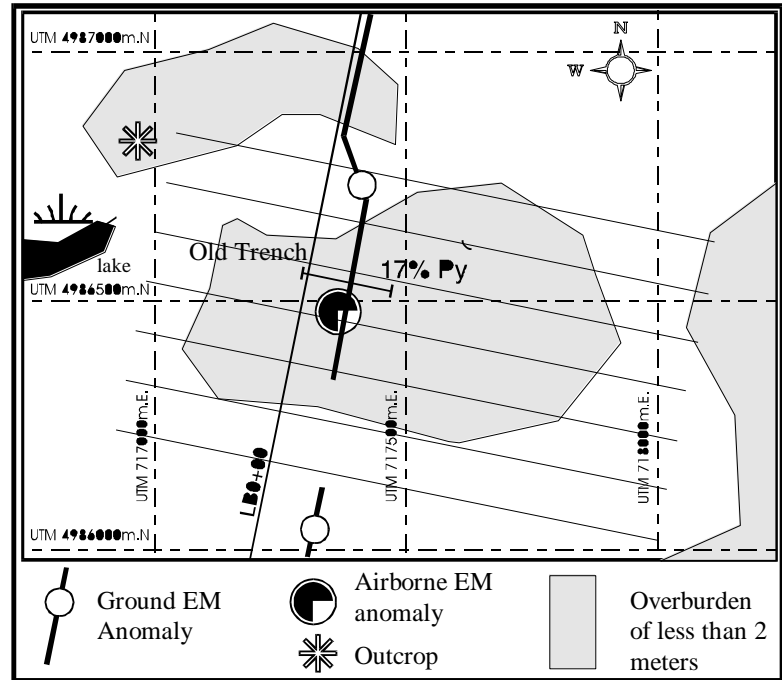 UTM 4987000m.N
N
W
Old Trench
17% Py
lake
UTM 4986500m.N
UTM 717000m.E.
LB0+00
UTM 717500m.E.
UTM 718000m.E.
UTM 4986000m.N
Ground EM
Anomaly
Airborne EM
anomaly
Outcrop
Overburden
of less than 2
meters